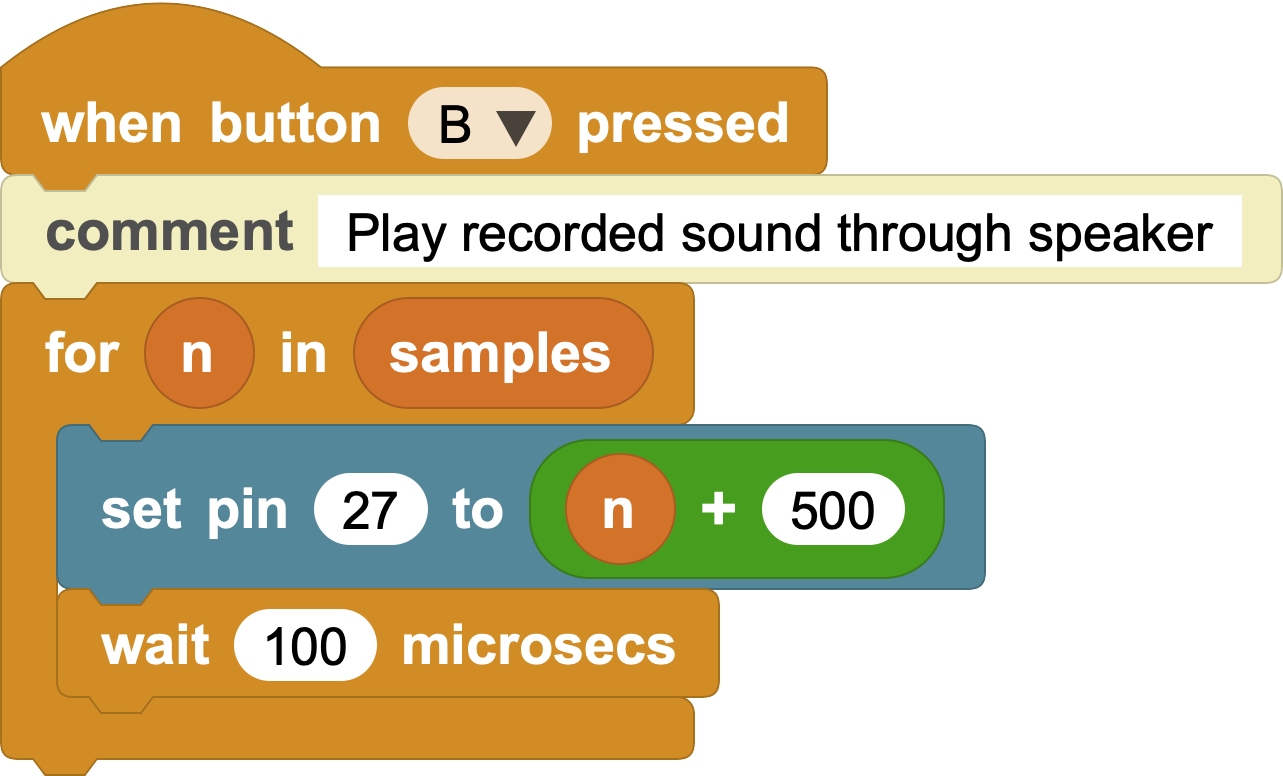 when button B ▼ pressed
comment Play recorded sound through speaker
for n in samples
set pin 27 to n + 500
wait 100 microsecs